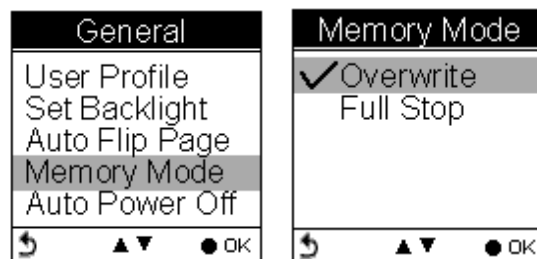 General
User Profile
Set Backlight
Auto Flip Page
Memory Mode
Auto Power Off
OK
Memory Mode
Overwrite
Full Stop
OK